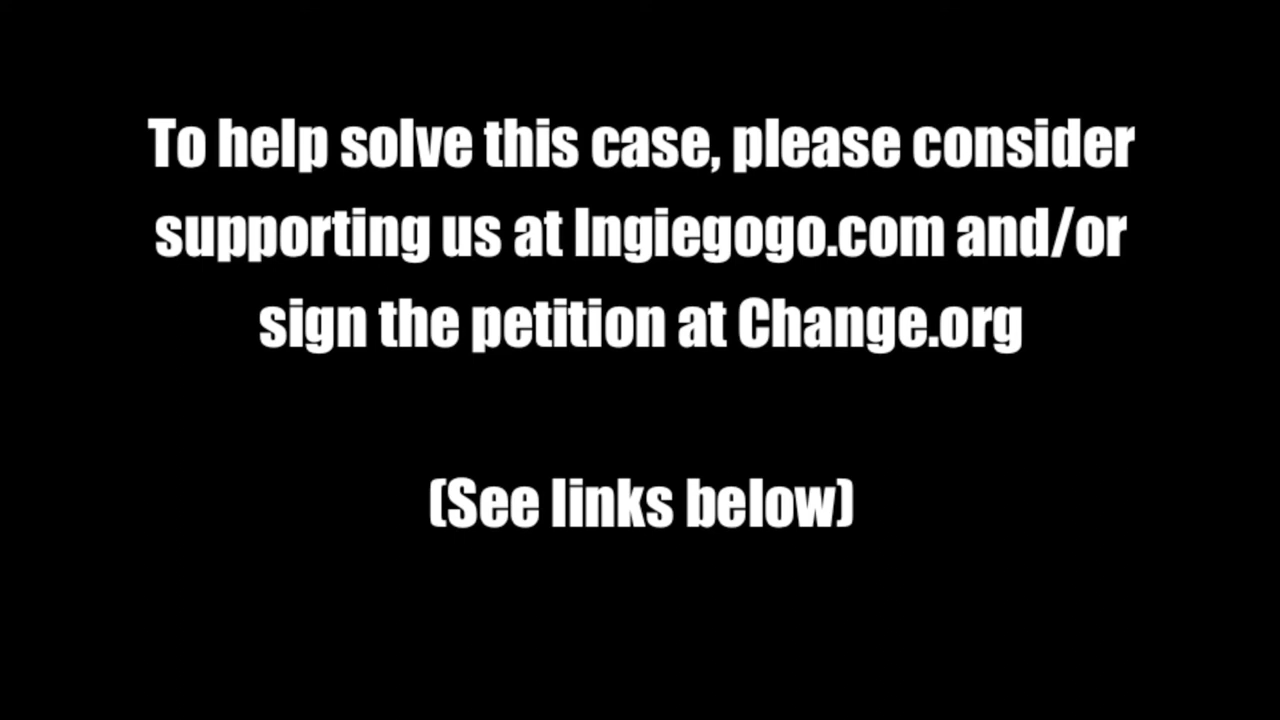 To help solve this case, please consider
supporting us at Ingiegogo.com and/or
sign the petition at Change.org
(See links below)